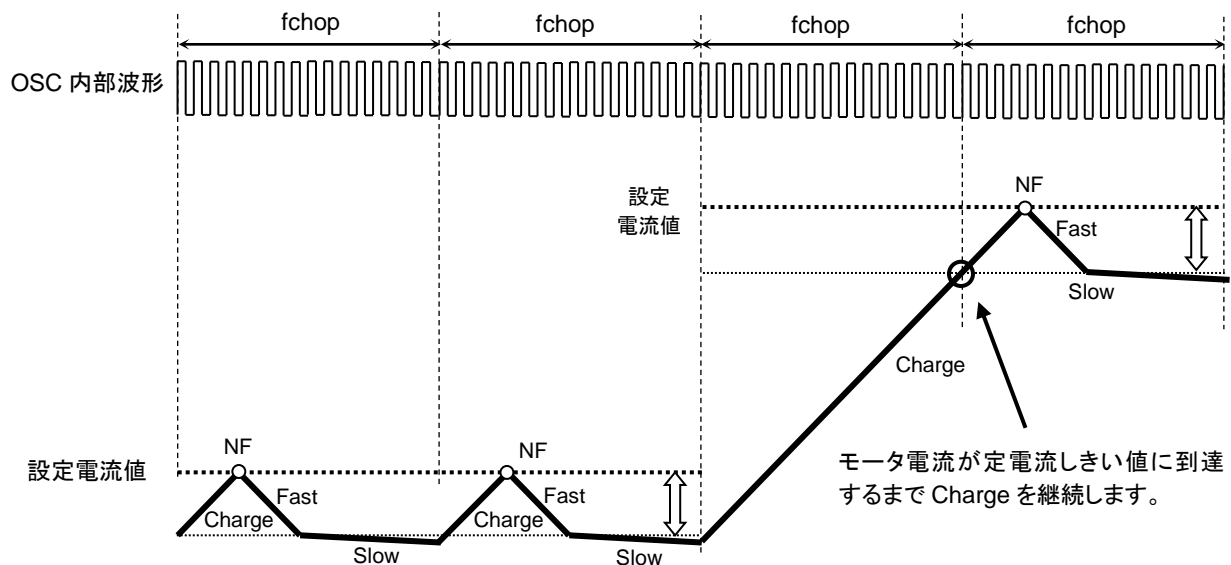 fchop
fchop
fchop
fchop
OSC 内部波形
設定
電流値
NF
Fast
Slow
Charge
設定電流値
NF
Fast
Charge
Slow
NF
Fast
Charge
Slow
モータ電流が定電流しきい値に到達
するまで Charge を継続します。